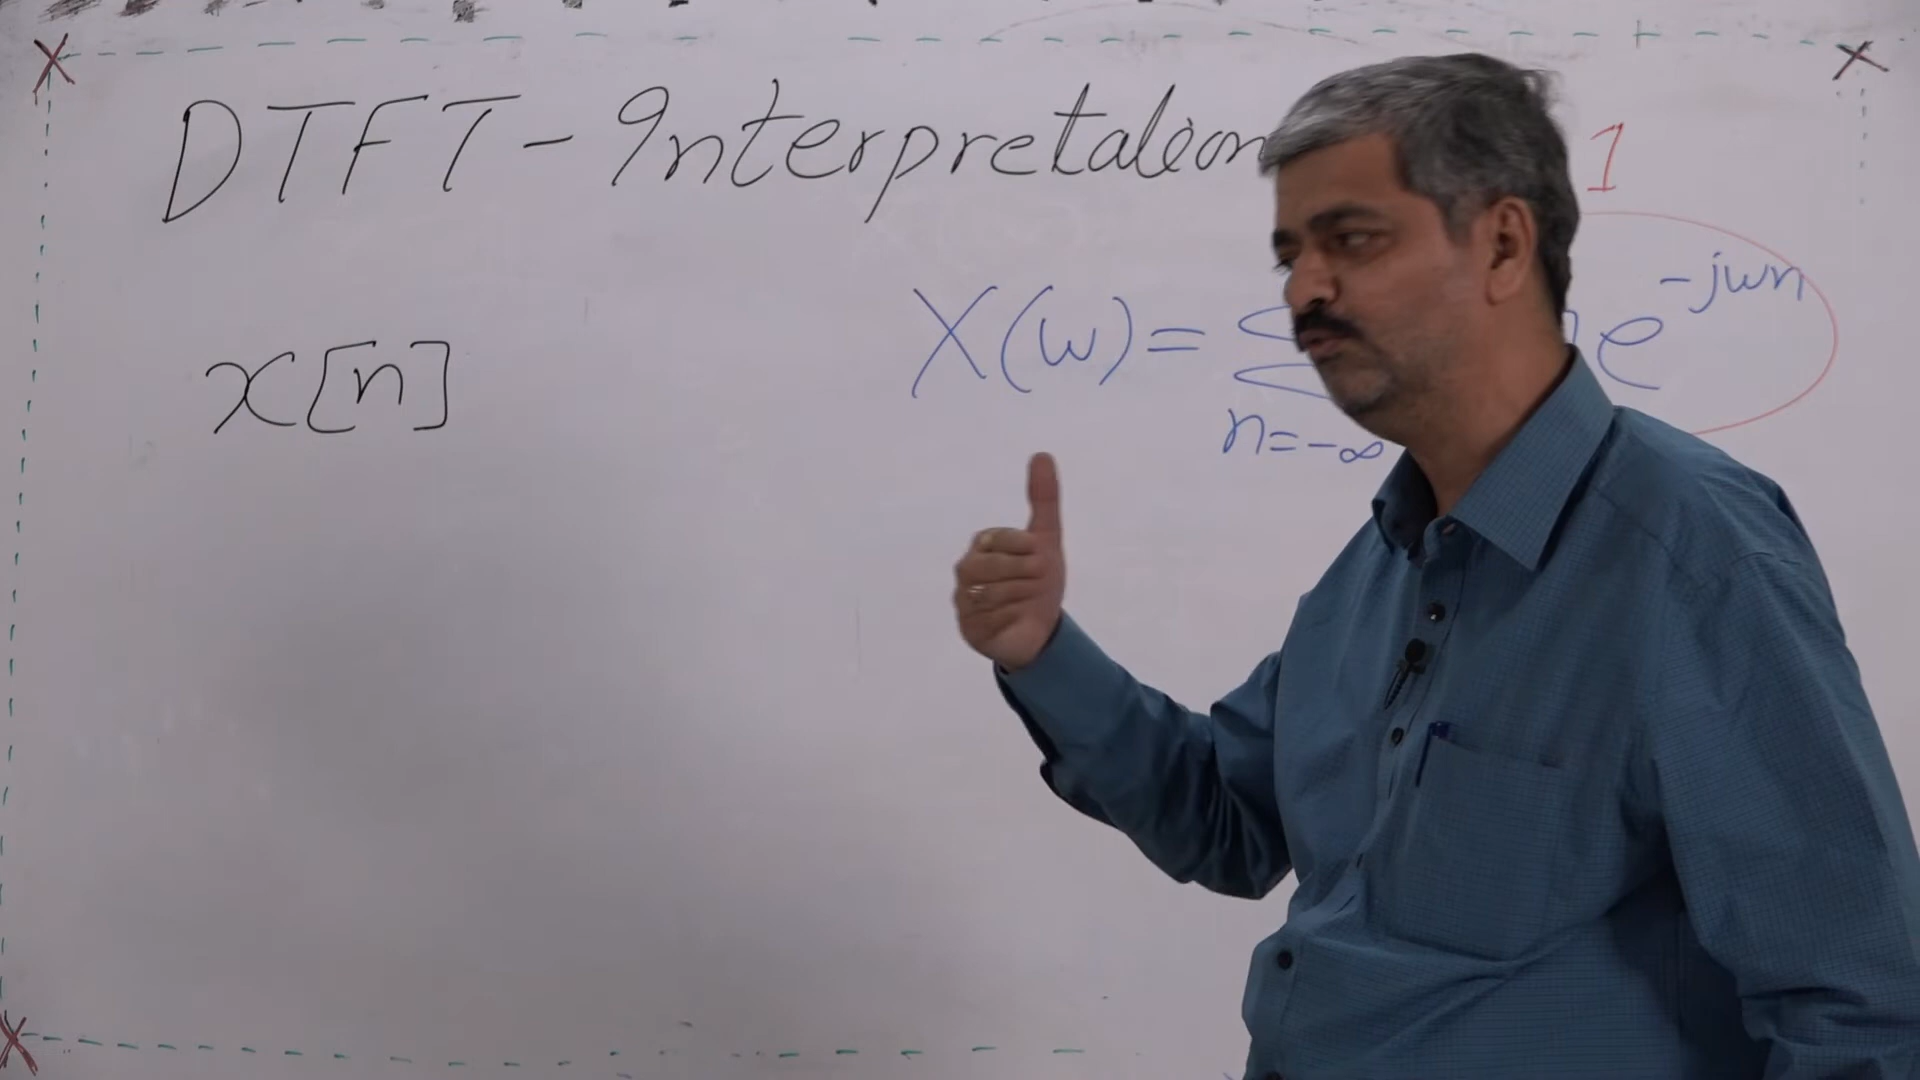 DTFT - Interpretation 1
x[n]
X(w) = Σ ] e^-jwn
n=-∞